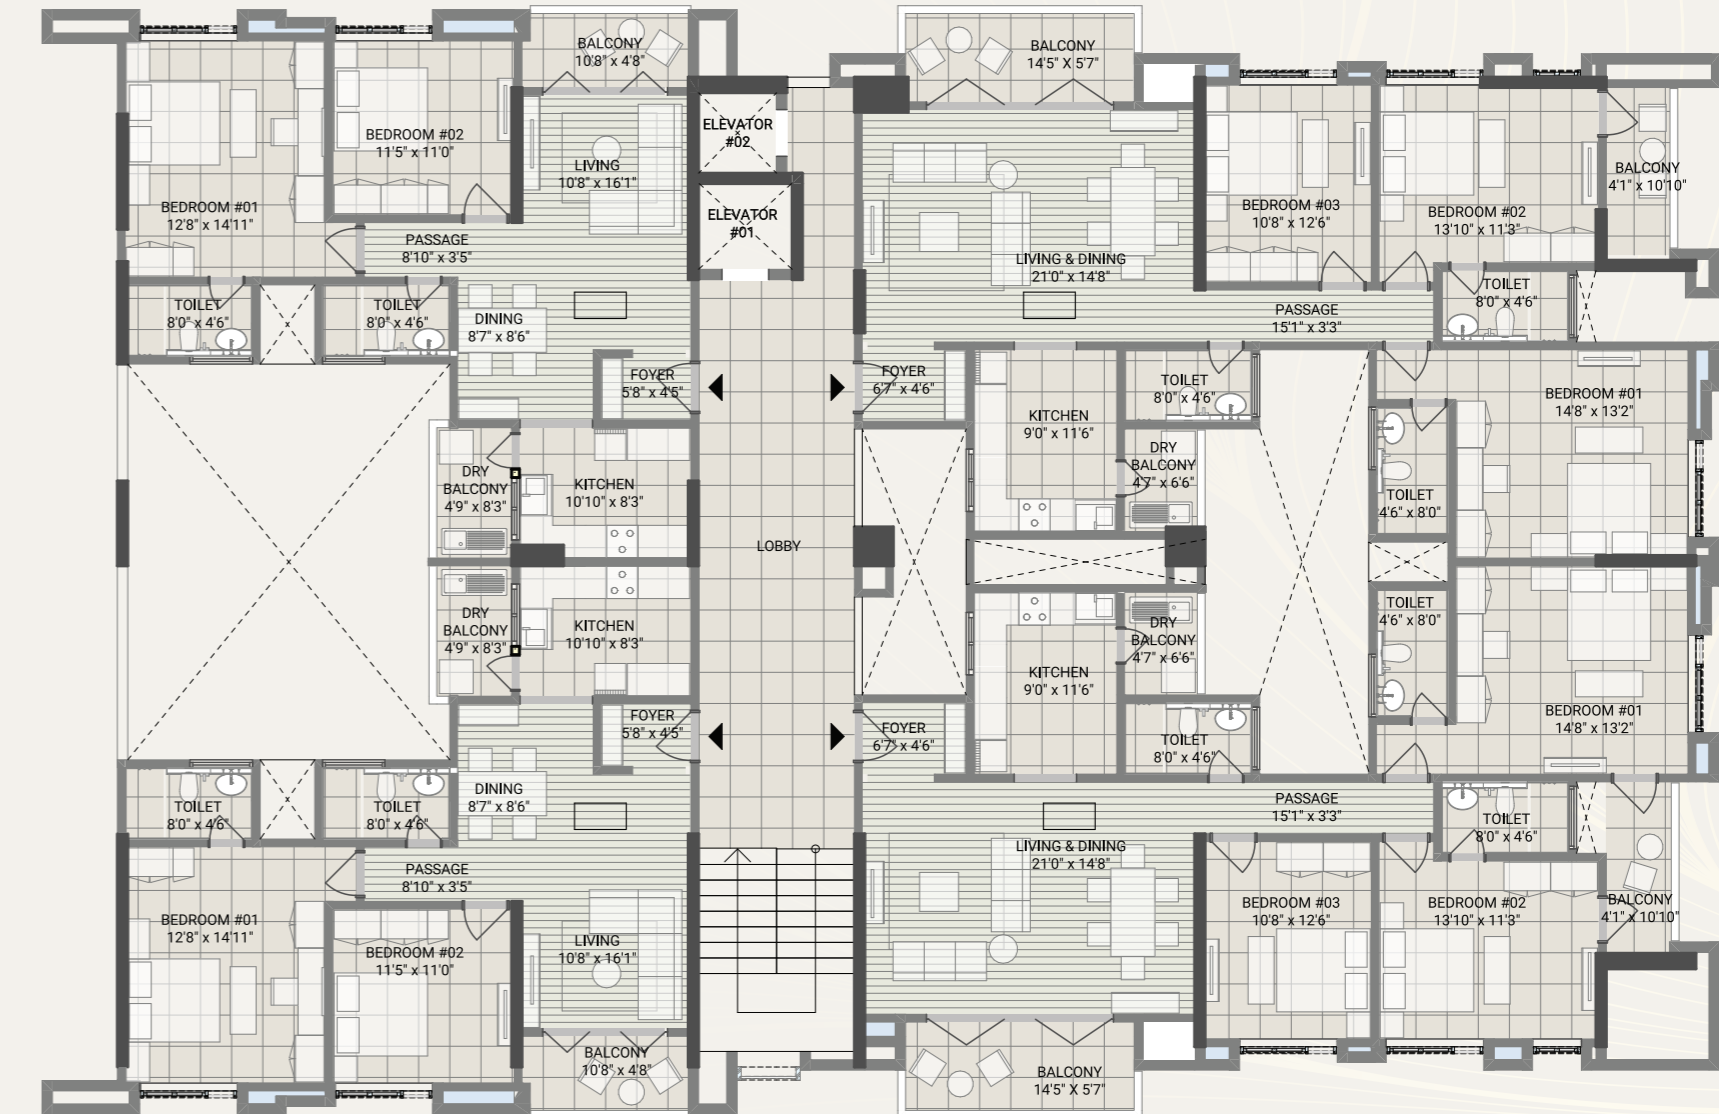 BALCONY
10'8" x 4'8"
BALCONY
14'5" X 5'7"
BEDROOM #02
11'5" x 11'0"
ELEVATOR
#02
LIVING
10'8" x 16'1"
BALCONY
4'1" x 10'10"
BEDROOM #01
12'8" x 14'11"
ELEVATOR
#01
BEDROOM #03
10'8" x 12'6"
BEDROOM #02
13'10" x 11'3"
PASSAGE
8'10" x 3'5"
LIVING & DINING
21'0" x 14'8"
TOILET
8'0" x 4'6"
TOILET
8'0" x 4'6"
DINING
8'7" x 8'6"
PASSAGE
15'1" x 3'3"
TOILET
8'0" x 4'6"
FOYER
5'8" x 4'5"
FOYER
6'7" x 4'6"
TOILET
8'0" x 4'6"
BEDROOM #01
14'8" x 13'2"
KITCHEN
9'0" x 11'6"
DRY
BALCONY
4'9" x 8'3"
KITCHEN
10'10" x 8'3"
DRY
BALCONY
4'7" x 6'6"
TOILET
4'6" x 8'0"
LOBBY
DRY
BALCONY
4'9" x 8'3"
KITCHEN
10'10" x 8'3"
DRY
BALCONY
4'7" x 6'6"
TOILET
4'6" x 8'0"
KITCHEN
9'0" x 11'6"
FOYER
5'8" x 4'5"
FOYER
6'7" x 4'6"
TOILET
8'0" x 4'6"
BEDROOM #01
14'8" x 13'2"
TOILET
8'0" x 4'6"
TOILET
8'0" x 4'6"
DINING
8'7" x 8'6"
PASSAGE
15'1" x 3'3"
TOILET
8'0" x 4'6"
PASSAGE
8'10" x 3'5"
LIVING & DINING
21'0" x 14'8"
BEDROOM #01
12'8" x 14'11"
BEDROOM #03
10'8" x 12'6"
BEDROOM #02
13'10" x 11'3"
BALCONY
4'1" x 10'10"
BEDROOM #02
11'5" x 11'0"
LIVING
10'8" x 16'1"
BALCONY
10'8" x 4'8"
BALCONY
14'5" X 5'7"